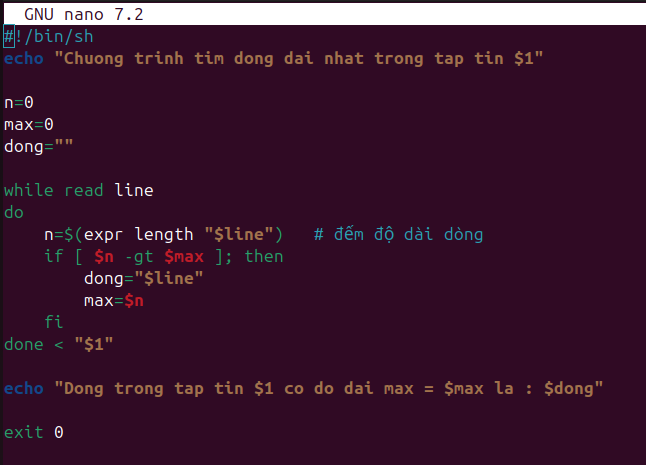 GNU nano 7.2
#!/bin/sh
echo "Chuong trinh tim dong dai nhat trong tap tin $1"
n=0
max=0
dong=""
while read line
do
    n=$(expr length "$line")   # đếm độ dài dòng
    if [ $n -gt $max ]; then
        dong="$line"
        max=$n
    fi
done < "$1"
echo "Dong trong tap tin $1 co do dai max = $max la : $dong"
exit 0